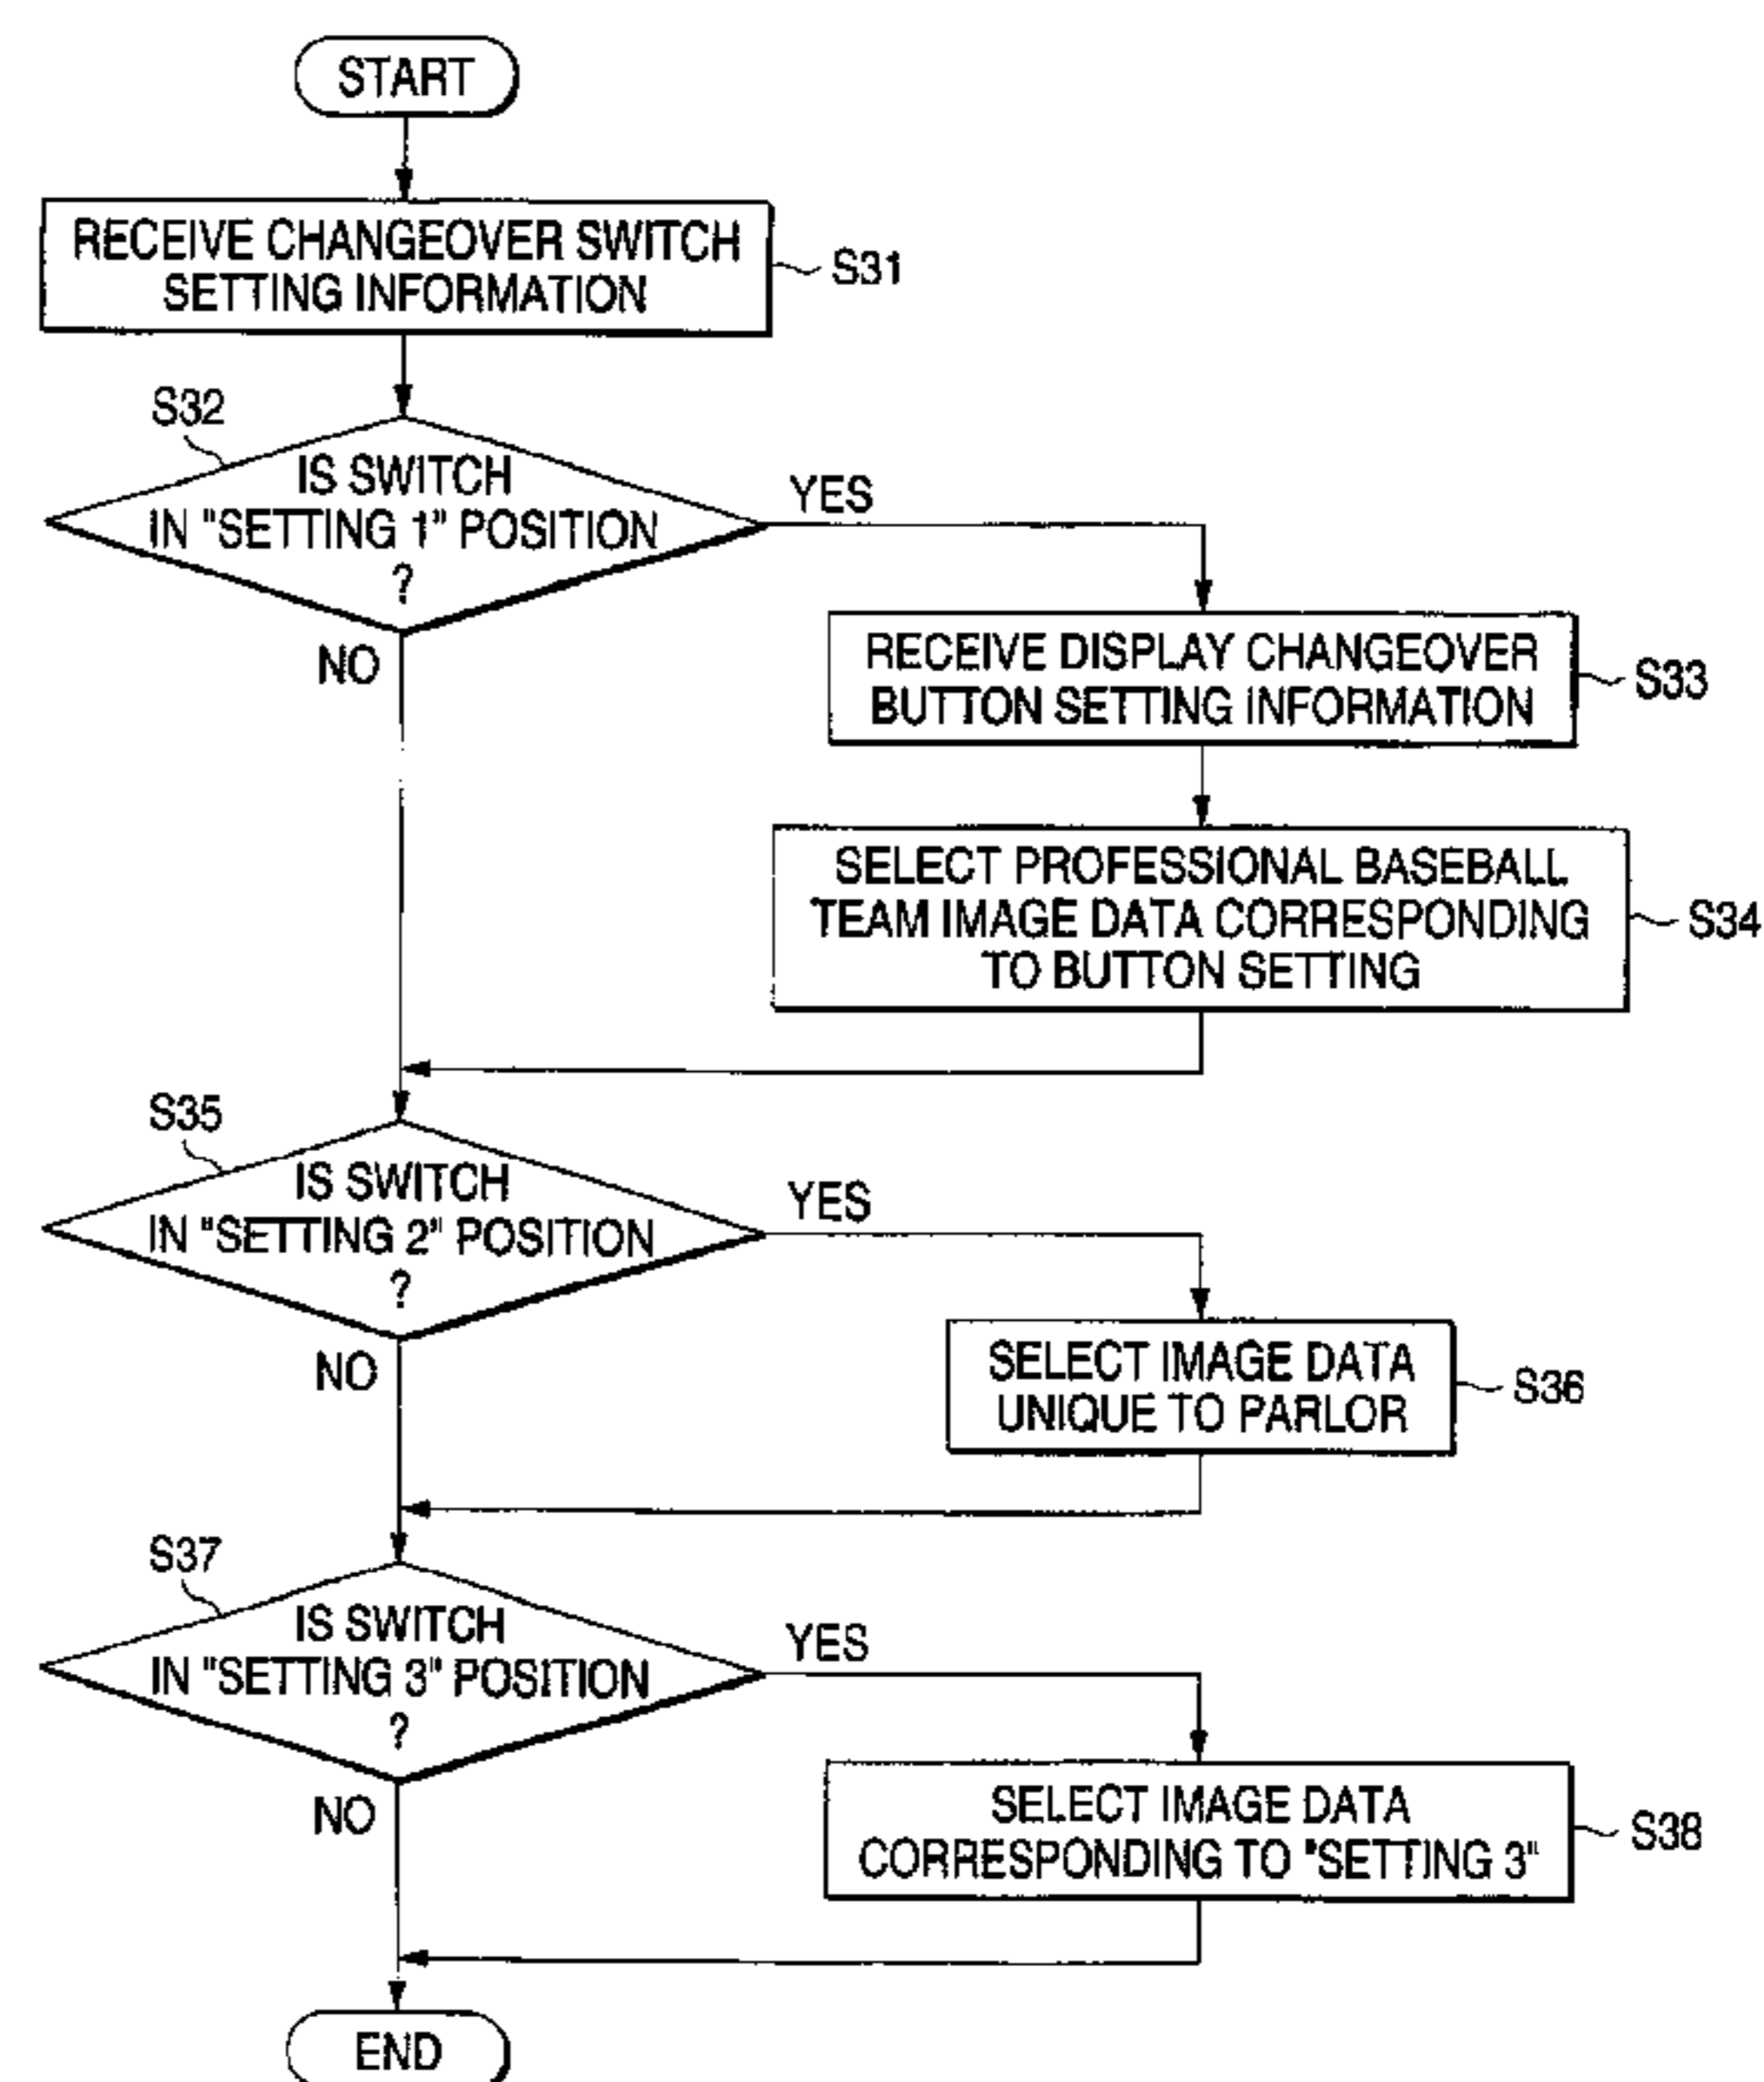 START
RECEIVE CHANGEOVER SWITCH
SETTING INFORMATION
S31
S32
IS SWITCH
IN "SETTING 1" POSITION
?
YES
NO
RECEIVE DISPLAY CHANGEOVER
BUTTON SETTING INFORMATION
S33
SELECT PROFESSIONAL BASEBALL
TEAM IMAGE DATA CORRESPONDING
TO BUTTON SETTING
S34
S35
IS SWITCH
IN "SETTING 2" POSITION
?
YES
NO
SELECT IMAGE DATA
UNIQUE TO PARLOR
S36
S37
IS SWITCH
IN "SETTING 3" POSITION
?
YES
NO
SELECT IMAGE DATA
CORRESPONDING TO "SETTING 3"
S38
END